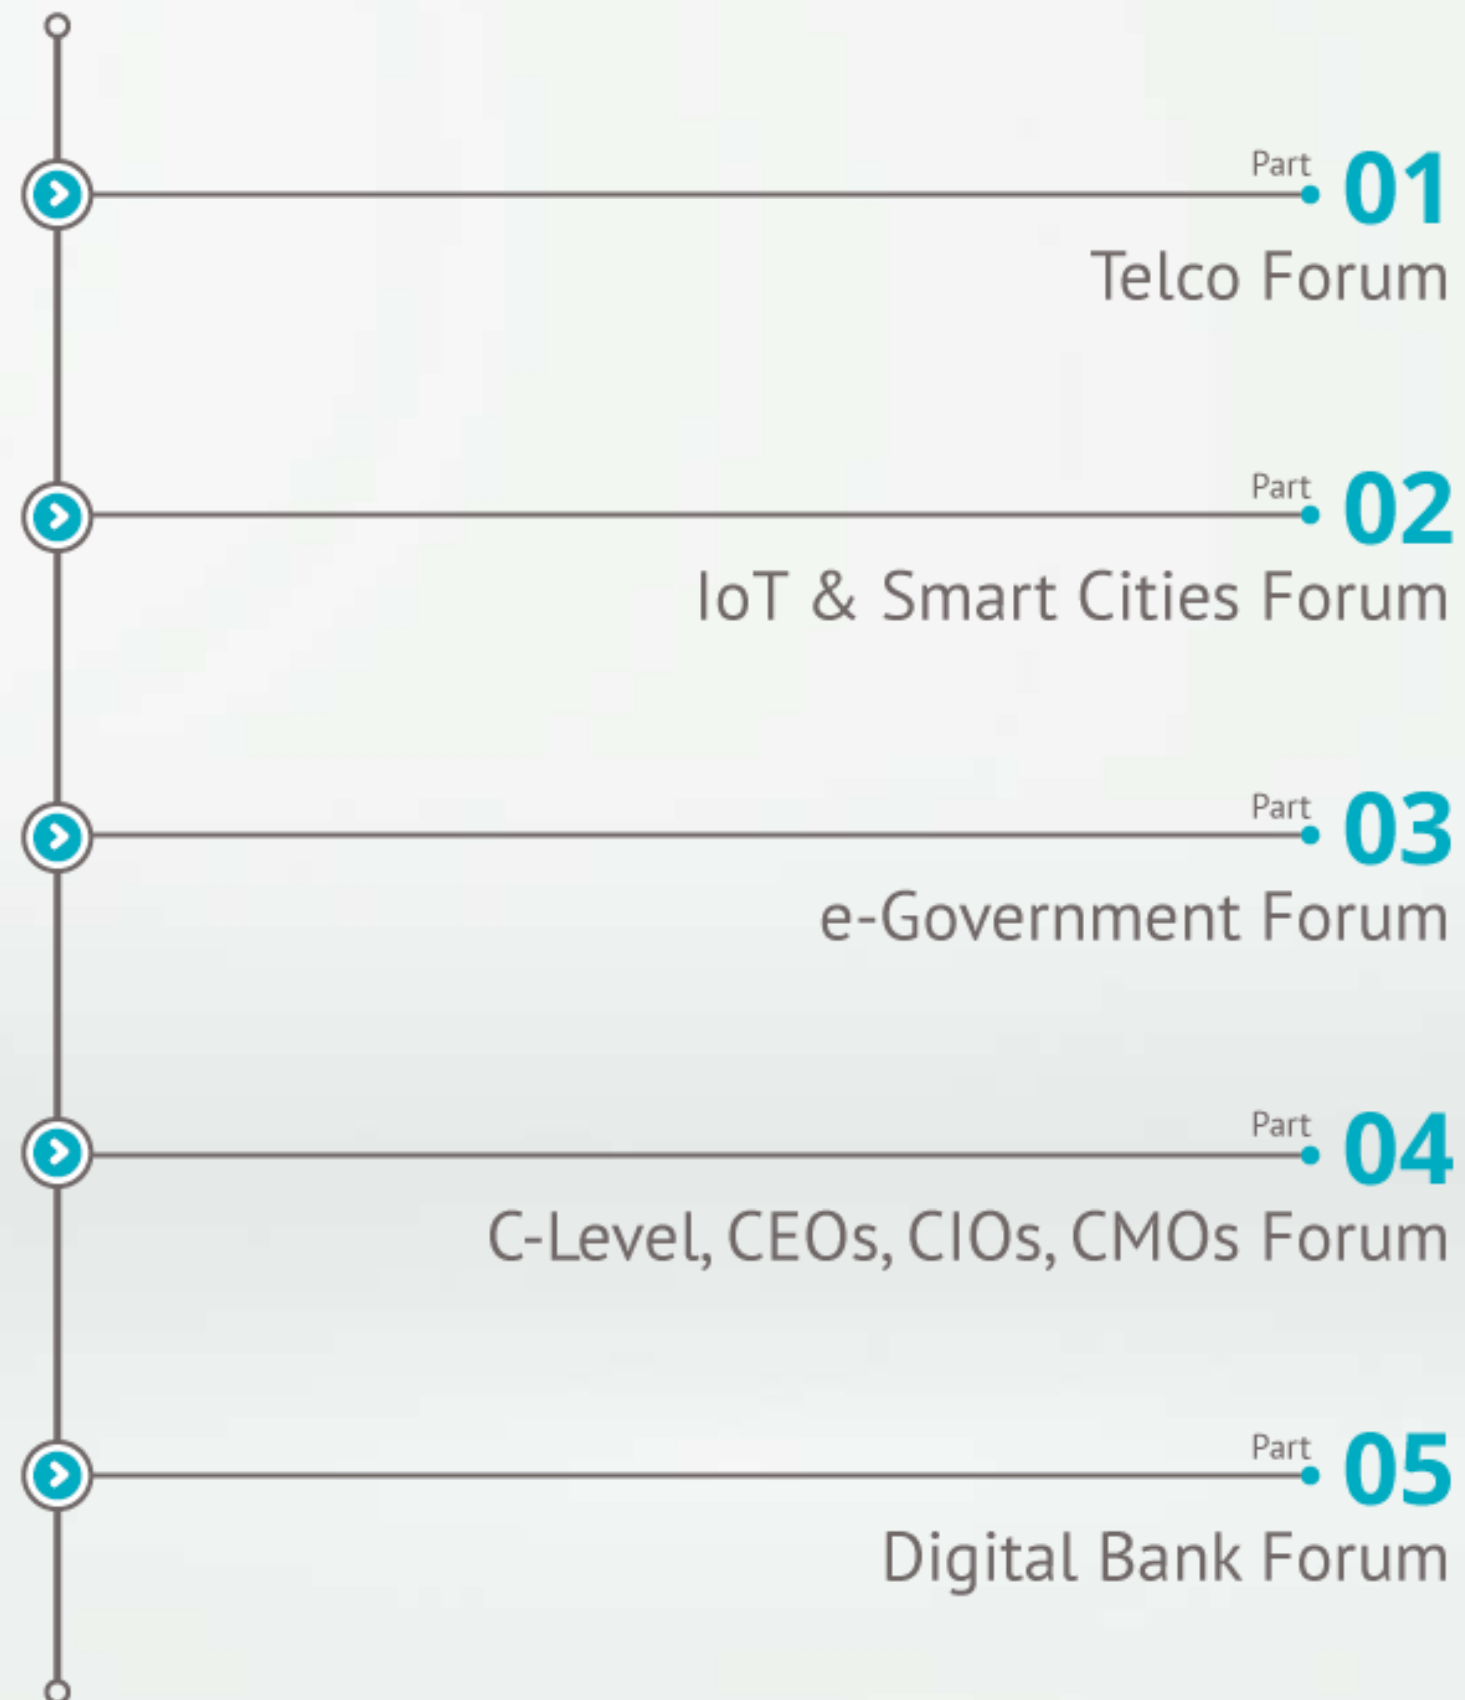 Part 01
Telco Forum
Part 02
IoT & Smart Cities Forum
Part 03
e-Government Forum
Part 04
C-Level, CEOs, CIOs, CMOs Forum
Part 05
Digital Bank Forum